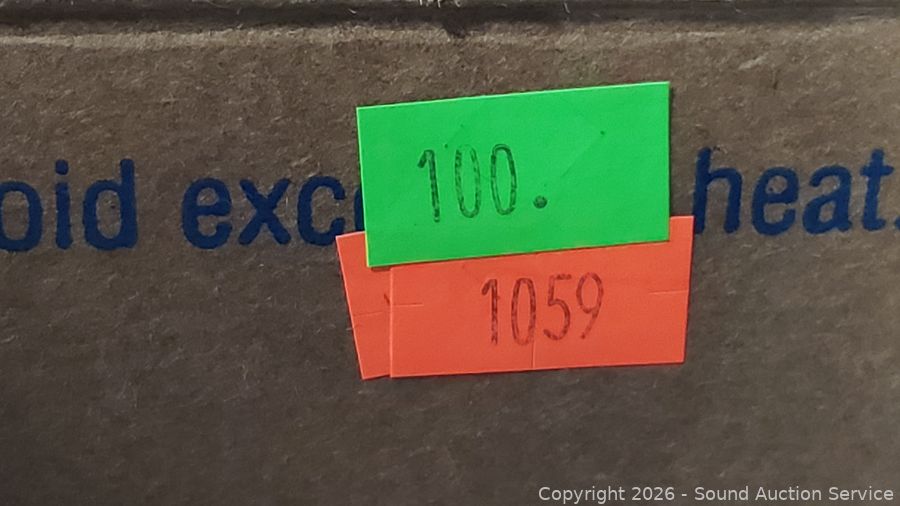 100.
oid exc heat.
1059
Copyright 2026 - Sound Auction Service